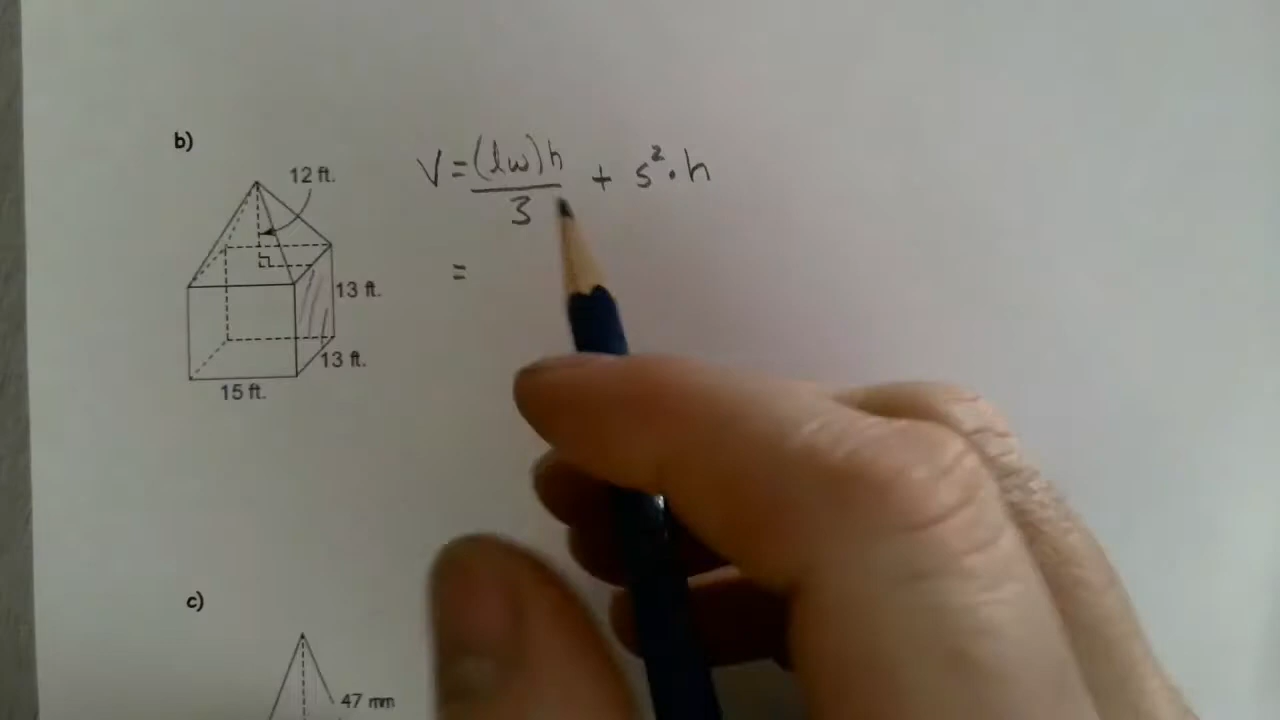 b)
12 ft.
13 ft.
13 ft.
15 ft.
V = (lw)h / 3 + s² · h
=
c)
47 mm